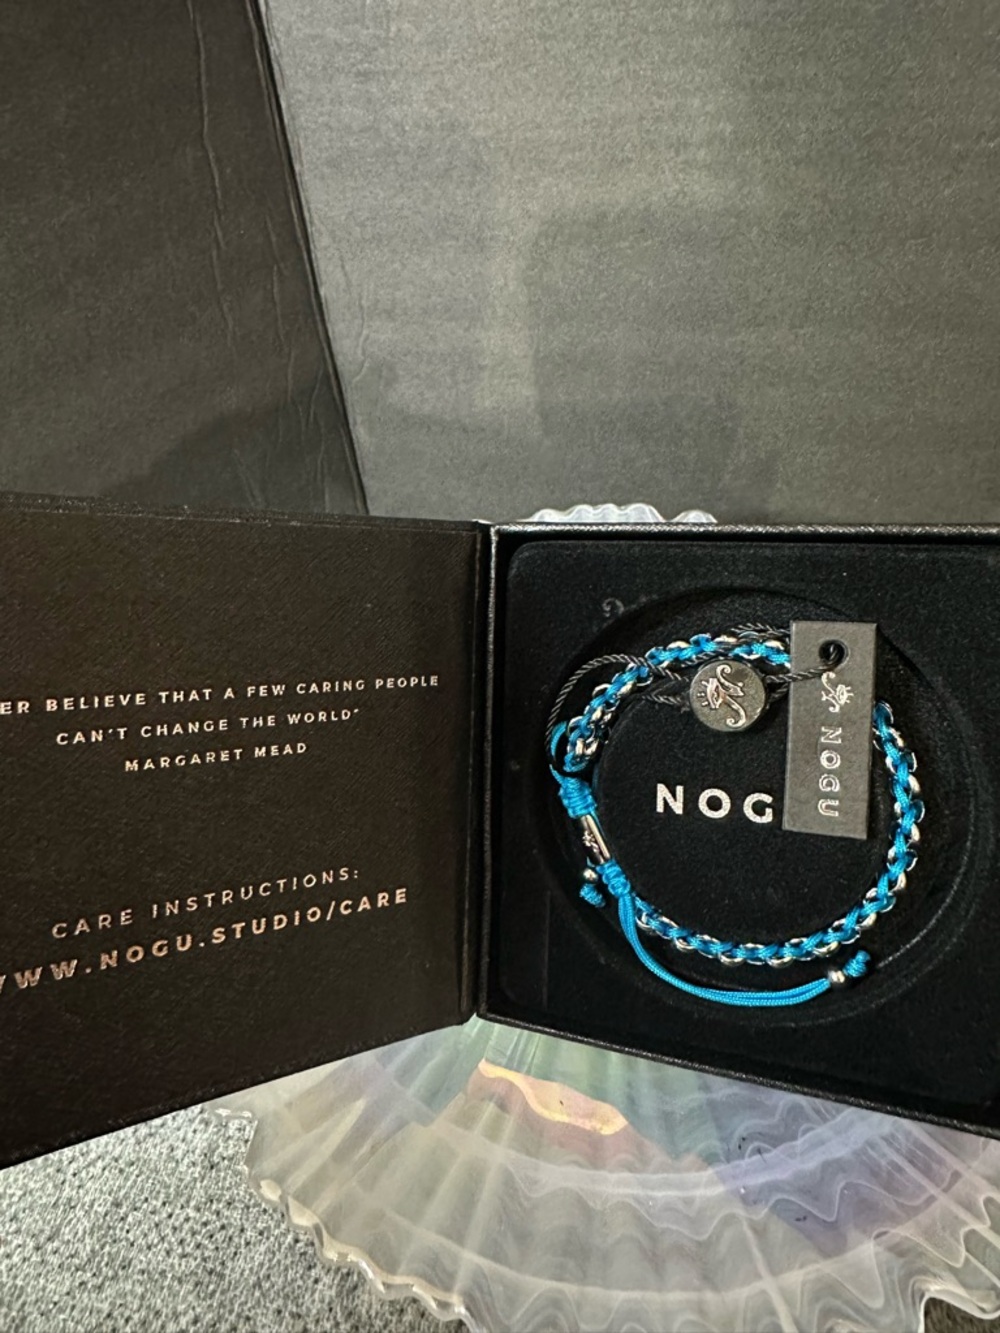 ER BELIEVE THAT A FEW CARING PEOPLE
CAN'T CHANGE THE WORLD"
MARGARET MEAD
CARE INSTRUCTIONS:
WWW.NOGU.STUDIO/CARE
NOG
NOGU